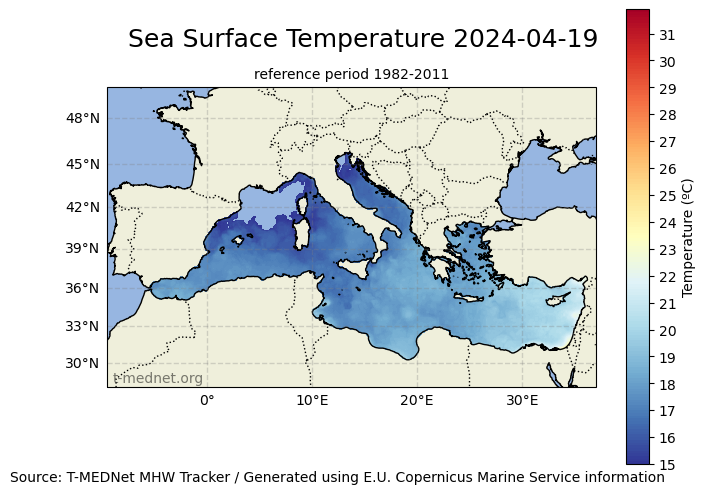 Sea Surface Temperature 2024-04-19
reference period 1982-2011
48°N
45°N
42°N
39°N
36°N
33°N
30°N
t-mednet.org
0°
10°E
20°E
30°E
31
30
29
28
27
26
25
24
23
22
21
20
19
18
17
16
15
Temperature (ºC)
Source: T-MEDNet MHW Tracker / Generated using E.U. Copernicus Marine Service information